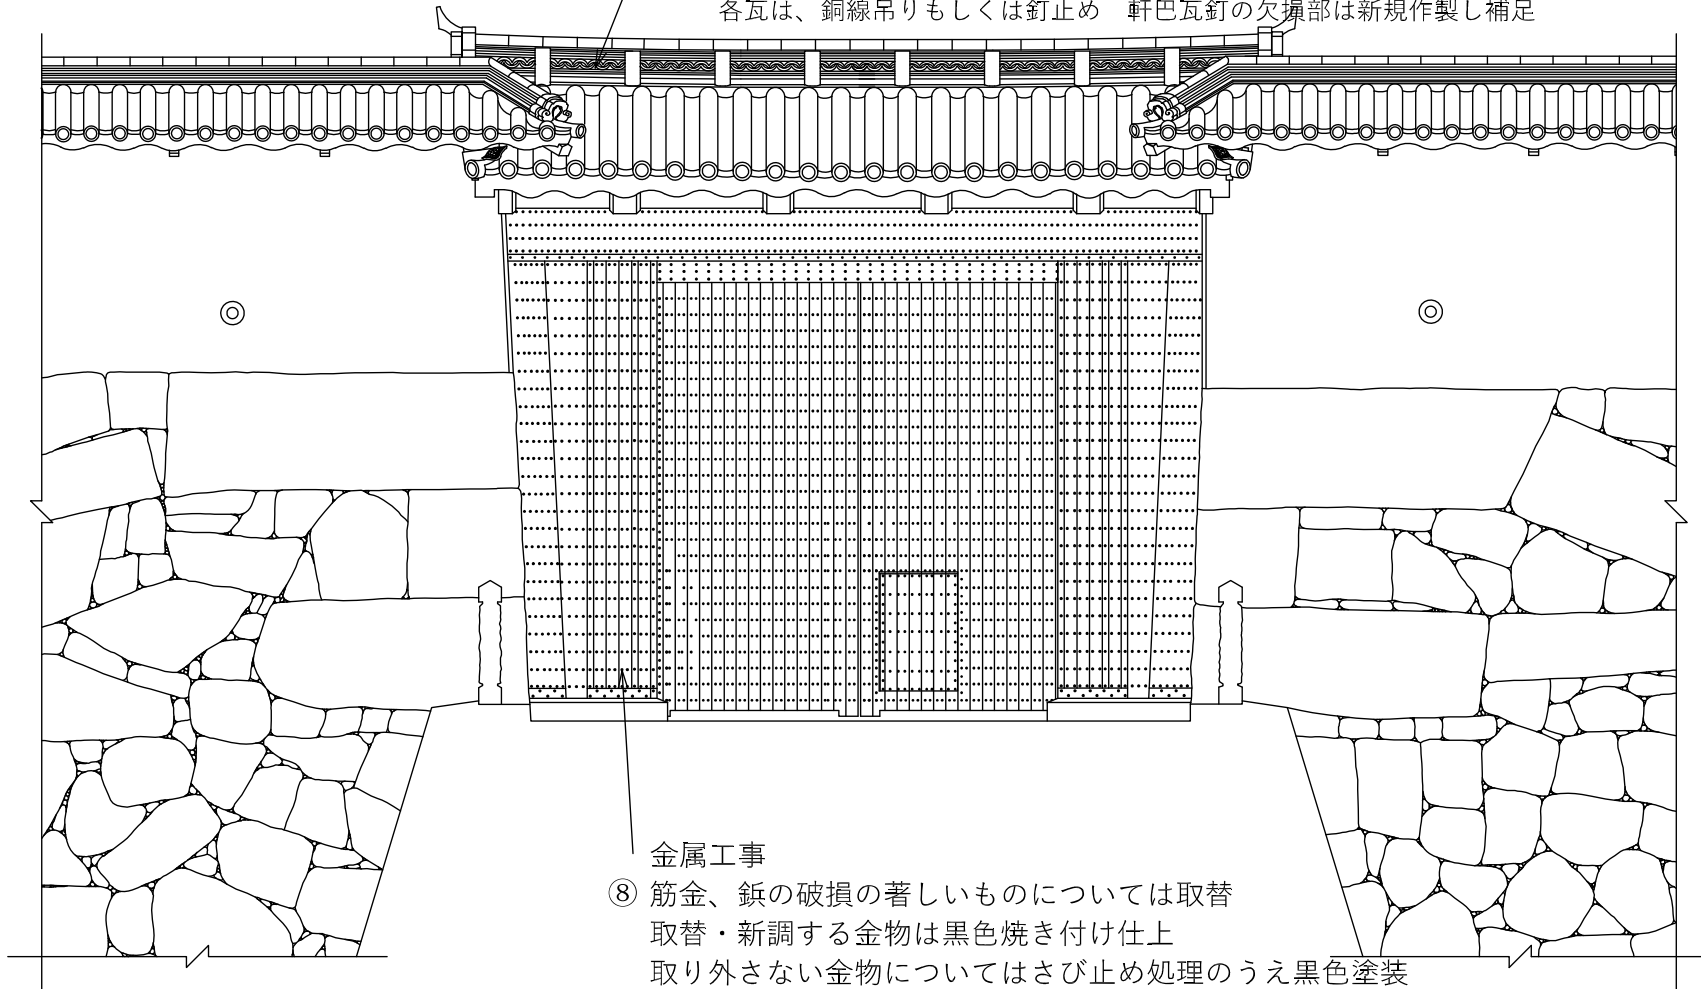 各瓦は、銅線吊りもしくは釘止め　軒巴瓦釘の欠損部は新規作製し補足
金属工事
⑧ 筋金、鋲の破損の著しいものについては取替
取替・新調する金物は黒色焼き付け仕上
取り外さない金物についてはさび止め処理のうえ黒色塗装